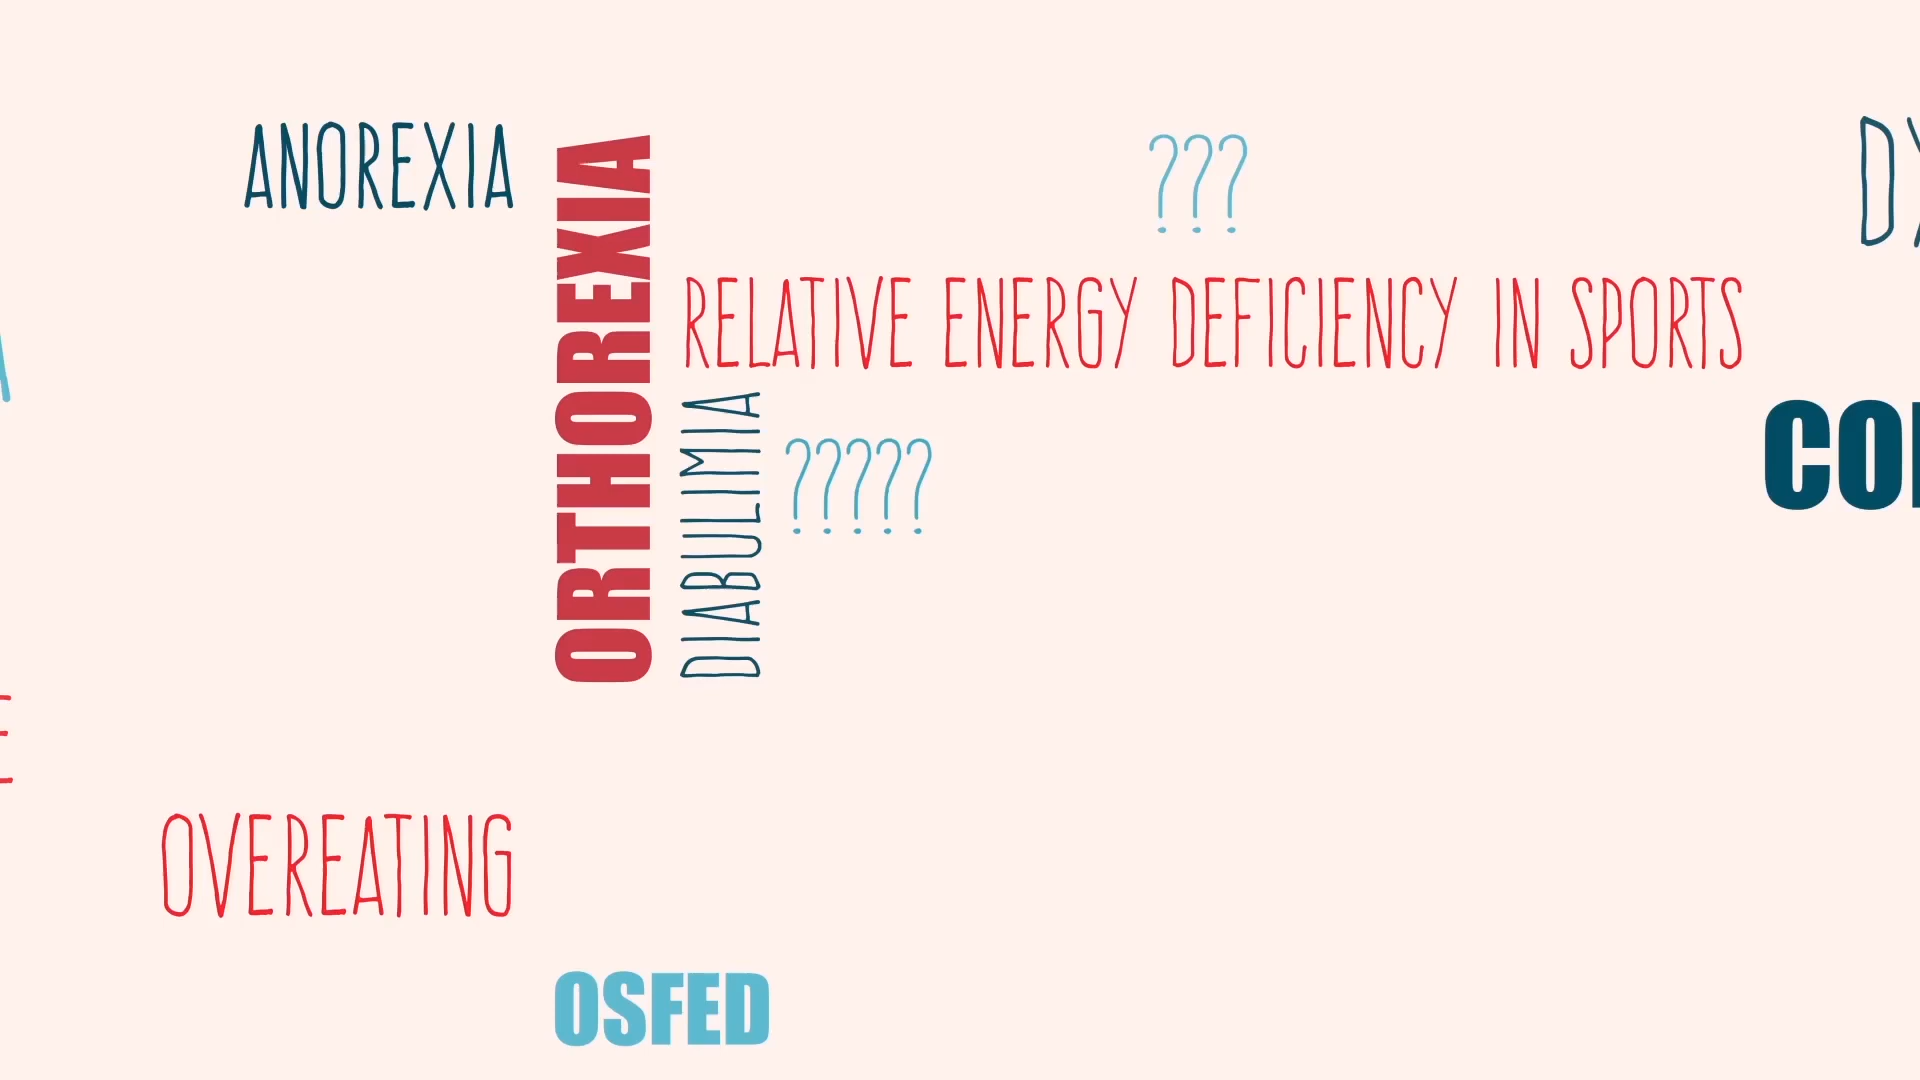 ANOREXIA
ORTHOREXIA
???
RELATIVE ENERGY DEFICIENCY IN SPORTS
DIABULIMIA
?????
OVEREATING
OSFED